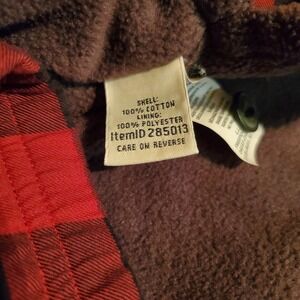 SHELL:
100% COTTON
LINING:
100% POLYESTER
ItemID 285013
CARE ON REVERSE